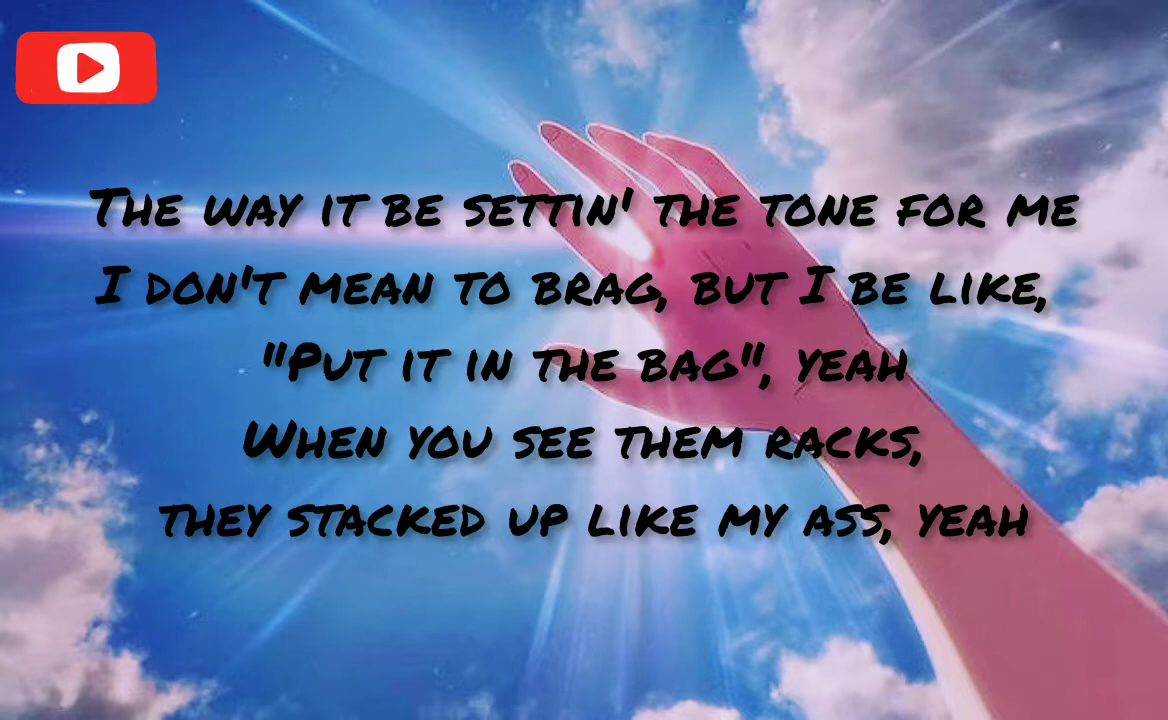 The way it be settin' the tone for me
I don't mean to brag, but I be like,
"Put it in the bag", yeah
When you see them racks,
they stacked up like my ass, yeah